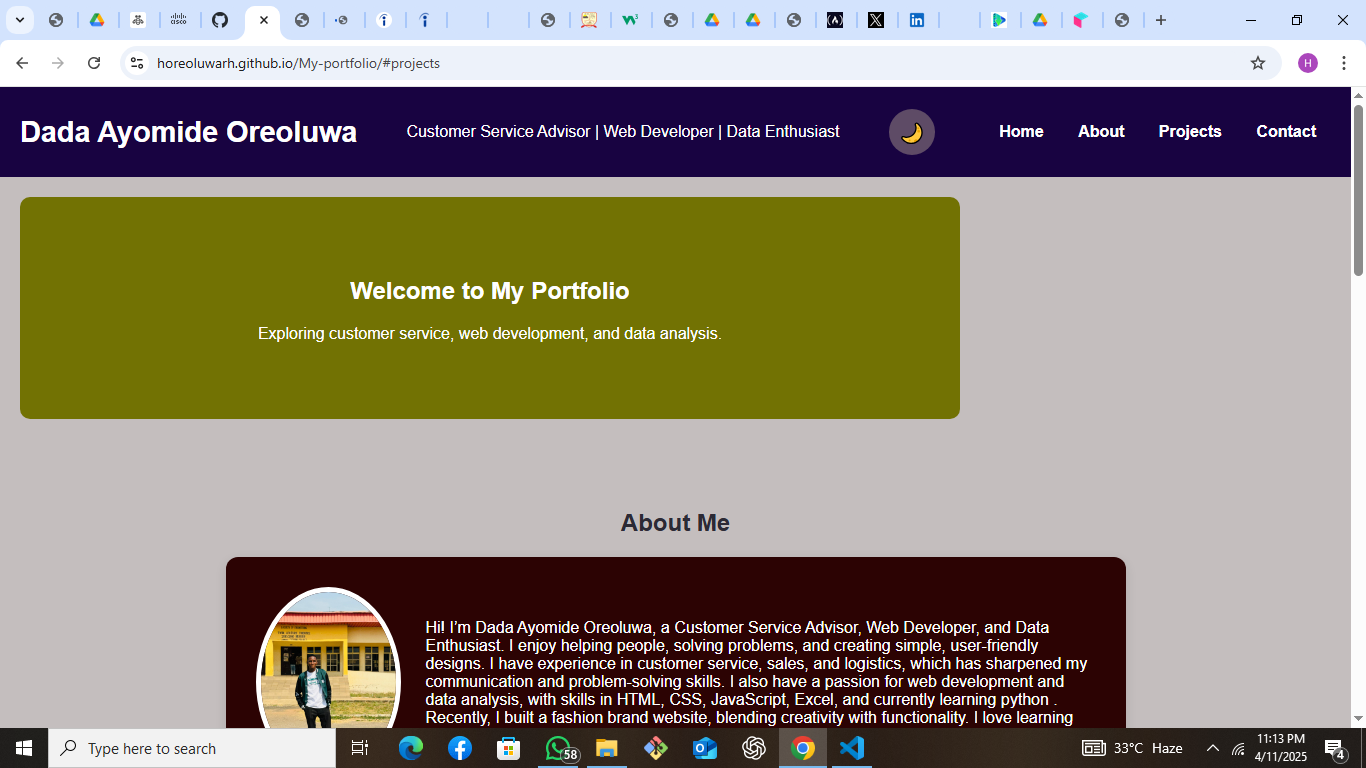 horeoluwarh.github.io/My-portfolio/#projects
H
Dada Ayomide Oreoluwa
Customer Service Advisor | Web Developer | Data Enthusiast
Home
About
Projects
Contact
Welcome to My Portfolio
Exploring customer service, web development, and data analysis.
About Me
Hi! I’m Dada Ayomide Oreoluwa, a Customer Service Advisor, Web Developer, and Data
Enthusiast. I enjoy helping people, solving problems, and creating simple, user-friendly
designs. I have experience in customer service, sales, and logistics, which has sharpened my
communication and problem-solving skills. I also have a passion for web development and
data analysis, with skills in HTML, CSS, JavaScript, Excel, and currently learning python .
Recently, I built a fashion brand website, blending creativity with functionality. I love learning
Type here to search
58
33°C Haze
11:13 PM
4/11/2025
4